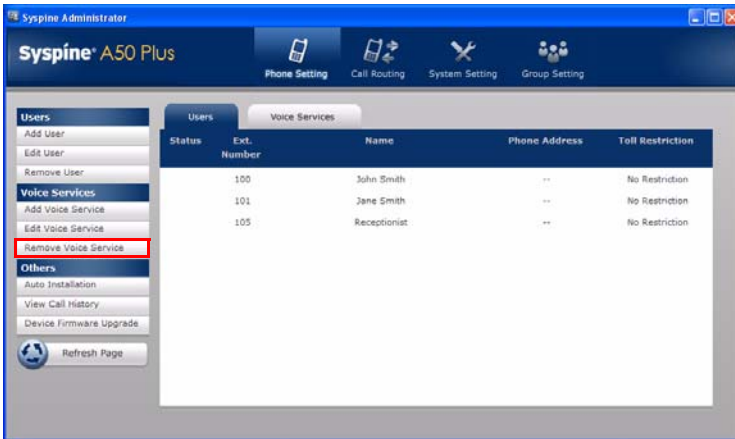 Syspine Administrator
Syspine® A50 Plus
Phone Setting
Call Routing
System Setting
Group Setting
Users
Add User
Edit User
Remove User
Voice Services
Add Voice Service
Edit Voice Service
Remove Voice Service
Others
Auto Installation
View Call History
Device Firmware Upgrade
Refresh Page
Users Voice Services
Status Ext. Number Name Phone Address Toll Restriction
100 John Smith -- No Restriction
101 Jane Smith -- No Restriction
105 Receptionist -- No Restriction